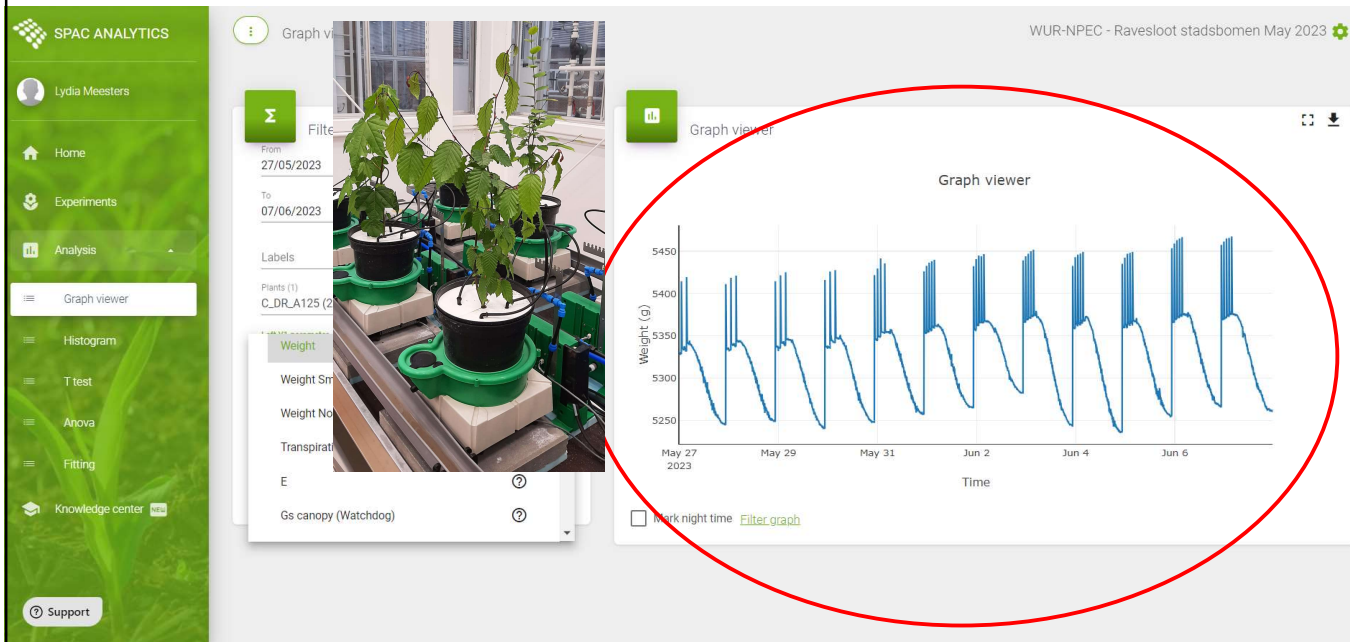 SPAC ANALYTICS
Lydia Meesters
Home
Experiments
Analysis
Graph viewer
Histogram
T test
Anova
Fitting
Knowledge center NEW
Support
Graph vi
WUR-NPEC - Ravesloot stadsbomen May 2023
Σ
Filte
From
27/05/2023
To
07/06/2023
Labels
Plants (1)
C_DR_A125 (2
Weight
Weight Sm
Weight No
Transpirati
E
Gs canopy (Watchdog)
Graph viewer
Graph viewer
Weight (g)
5450
5400
5350
5300
5250
May 27 May 29 May 31 Jun 2 Jun 4 Jun 6
2023
Time
Mark night time Filter graph